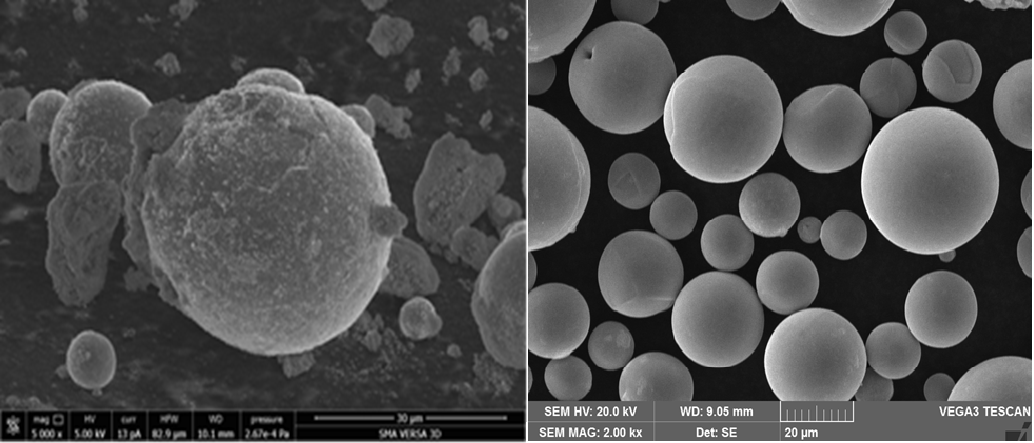 mag HV curr HFW WD pressure 30 µm
5 000 x 5.00 kV 13 pA 82.9 µm 10.1 mm 2.67e-4 Pa SMA VERSA 3D
SEM HV: 20.0 kV WD: 9.05 mm VEGA3 TESCAN
SEM MAG: 2.00 kx Det: SE 20 µm